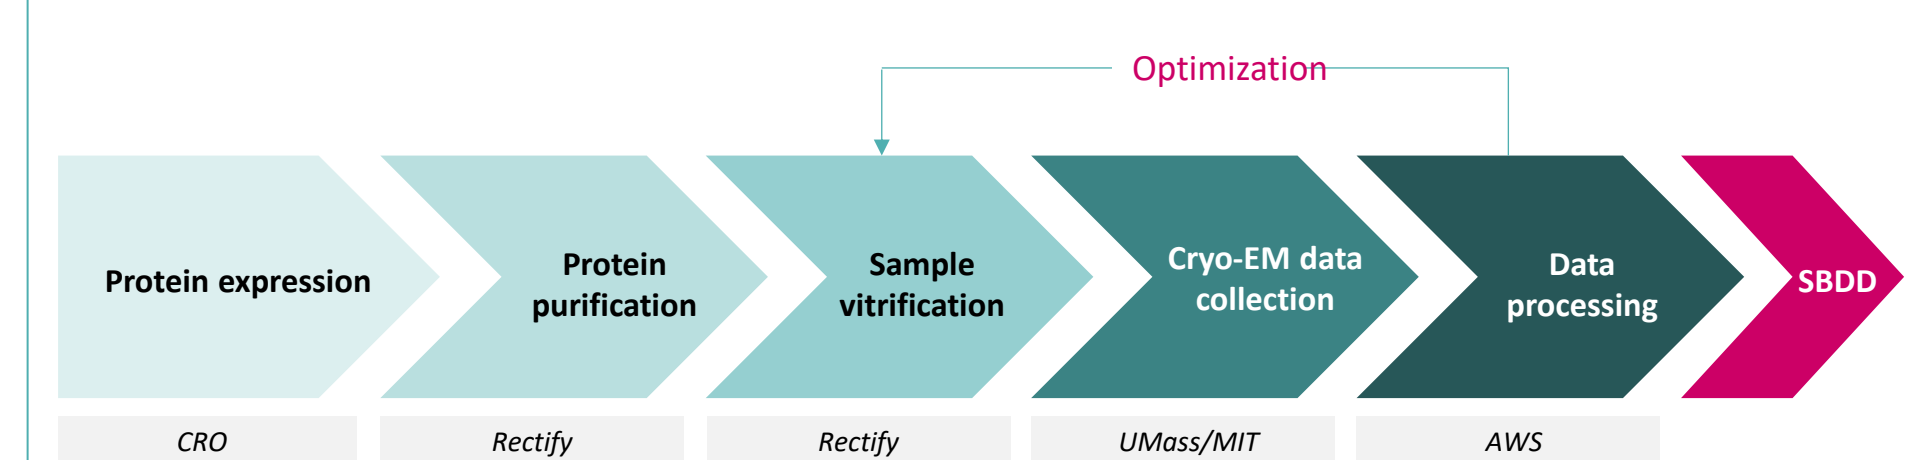 Optimization
Protein expression
Protein
purification
Sample
vitrification
Cryo-EM data
collection
Data
processing
SBDD
CRO
Rectify
Rectify
UMass/MIT
AWS